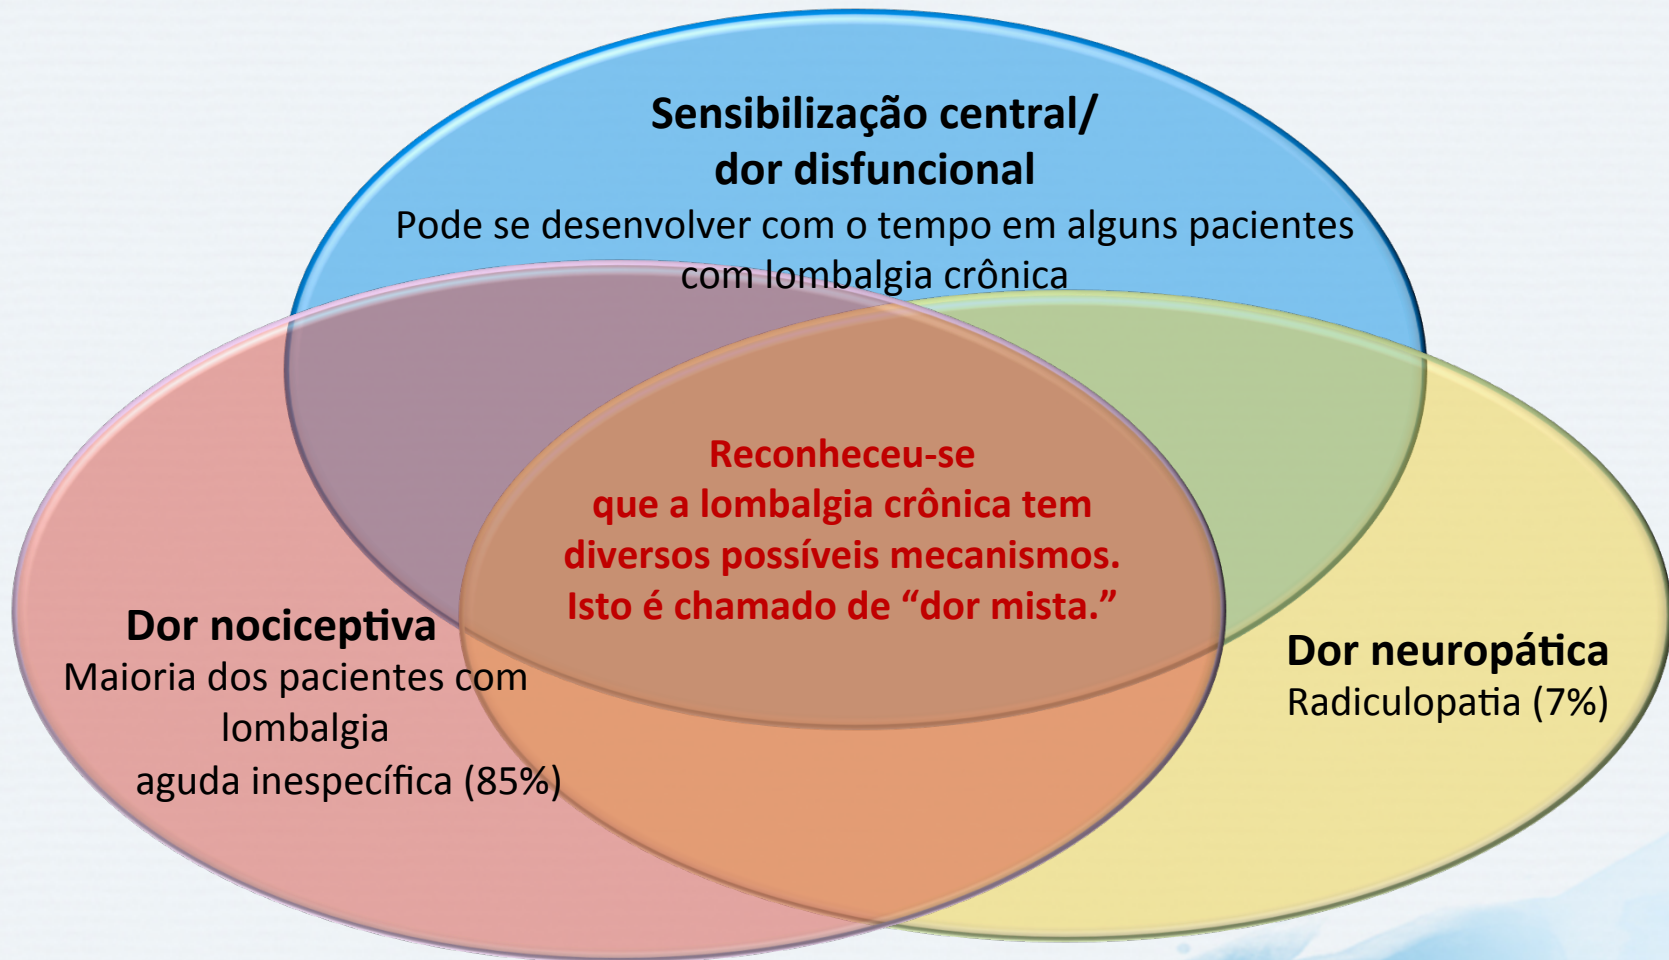 Sensibilização central/
dor disfuncional
Pode se desenvolver com o tempo em alguns pacientes
com lombalgia crônica
Reconheceu-se
que a lombalgia crônica tem
diversos possíveis mecanismos.
Isto é chamado de “dor mista.”
Dor nociceptiva
Maioria dos pacientes com
lombalgia
aguda inespecífica (85%)
Dor neuropática
Radiculopatia (7%)